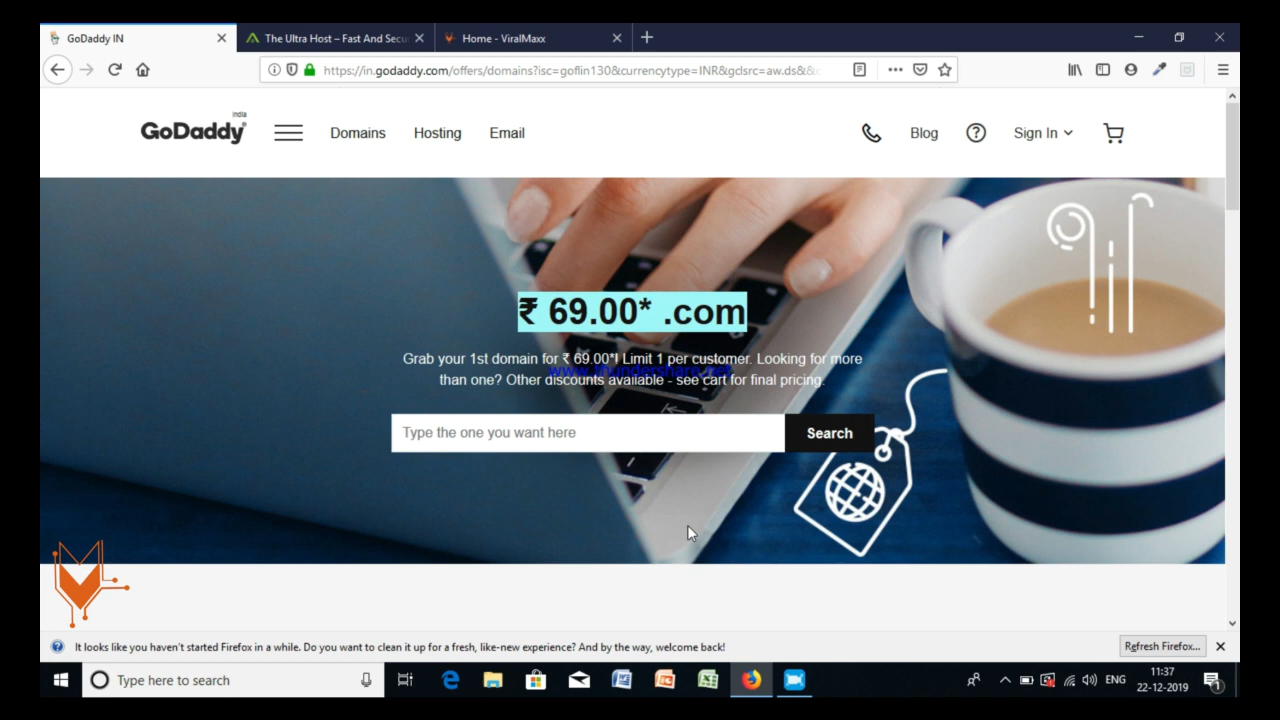 GoDaddy IN
The Ultra Host – Fast And Secu
Home - ViralMaxx
https://in.godaddy.com/offers/domains?isc=goflin130&currencytype=INR&gclsrc=aw.ds&
India
GoDaddy
Domains
Hosting
Email
Blog
Sign In
₹ 69.00* .com
Grab your 1st domain for ₹ 69.00*! Limit 1 per customer. Looking for more
than one? Other discounts available - see cart for final pricing.
www.thundershare.net
Type the one you want here
Search
It looks like you haven't started Firefox in a while. Do you want to clean it up for a fresh, like-new experience? And by the way, welcome back!
Refresh Firefox...
Type here to search
ENG
11:37
22-12-2019
1